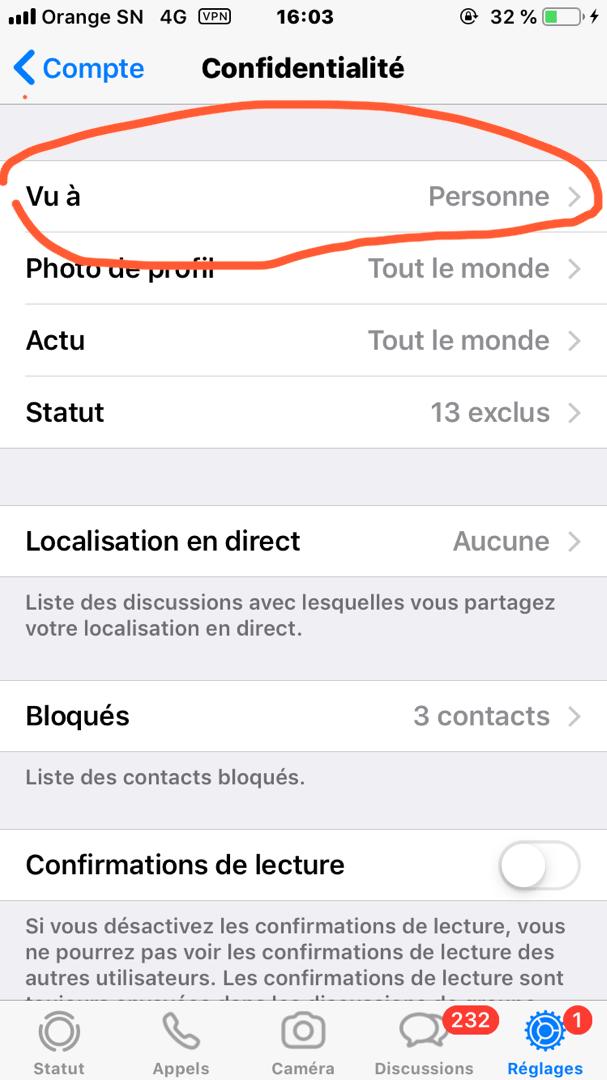 Orange SN 4G VPN 16:03 32 %
Compte Confidentialité
Vu à Personne
Photo de profil Tout le monde
Actu Tout le monde
Statut 13 exclus
Localisation en direct Aucune
Liste des discussions avec lesquelles vous partagez
votre localisation en direct.
Bloqués 3 contacts
Liste des contacts bloqués.
Confirmations de lecture
Si vous désactivez les confirmations de lecture, vous
ne pourrez pas voir les confirmations de lecture des
autres utilisateurs. Les confirmations de lecture sont
232 1
Statut Appels Caméra Discussions Réglages